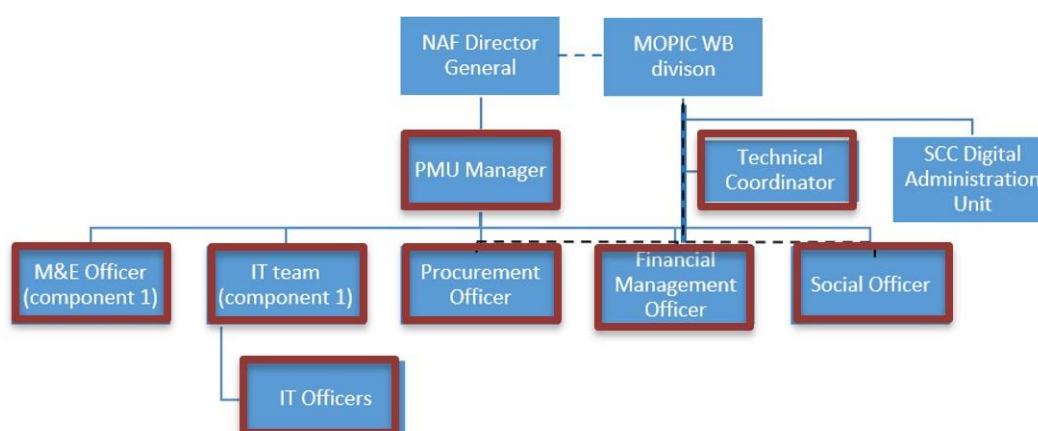 NAF Director
General
MOPIC WB
divison
PMU Manager
Technical
Coordinator
SCC Digital
Administration
Unit
M&E Officer
(component 1)
IT team
(component 1)
Procurement
Officer
Financial
Management
Officer
Social Officer
IT Officers